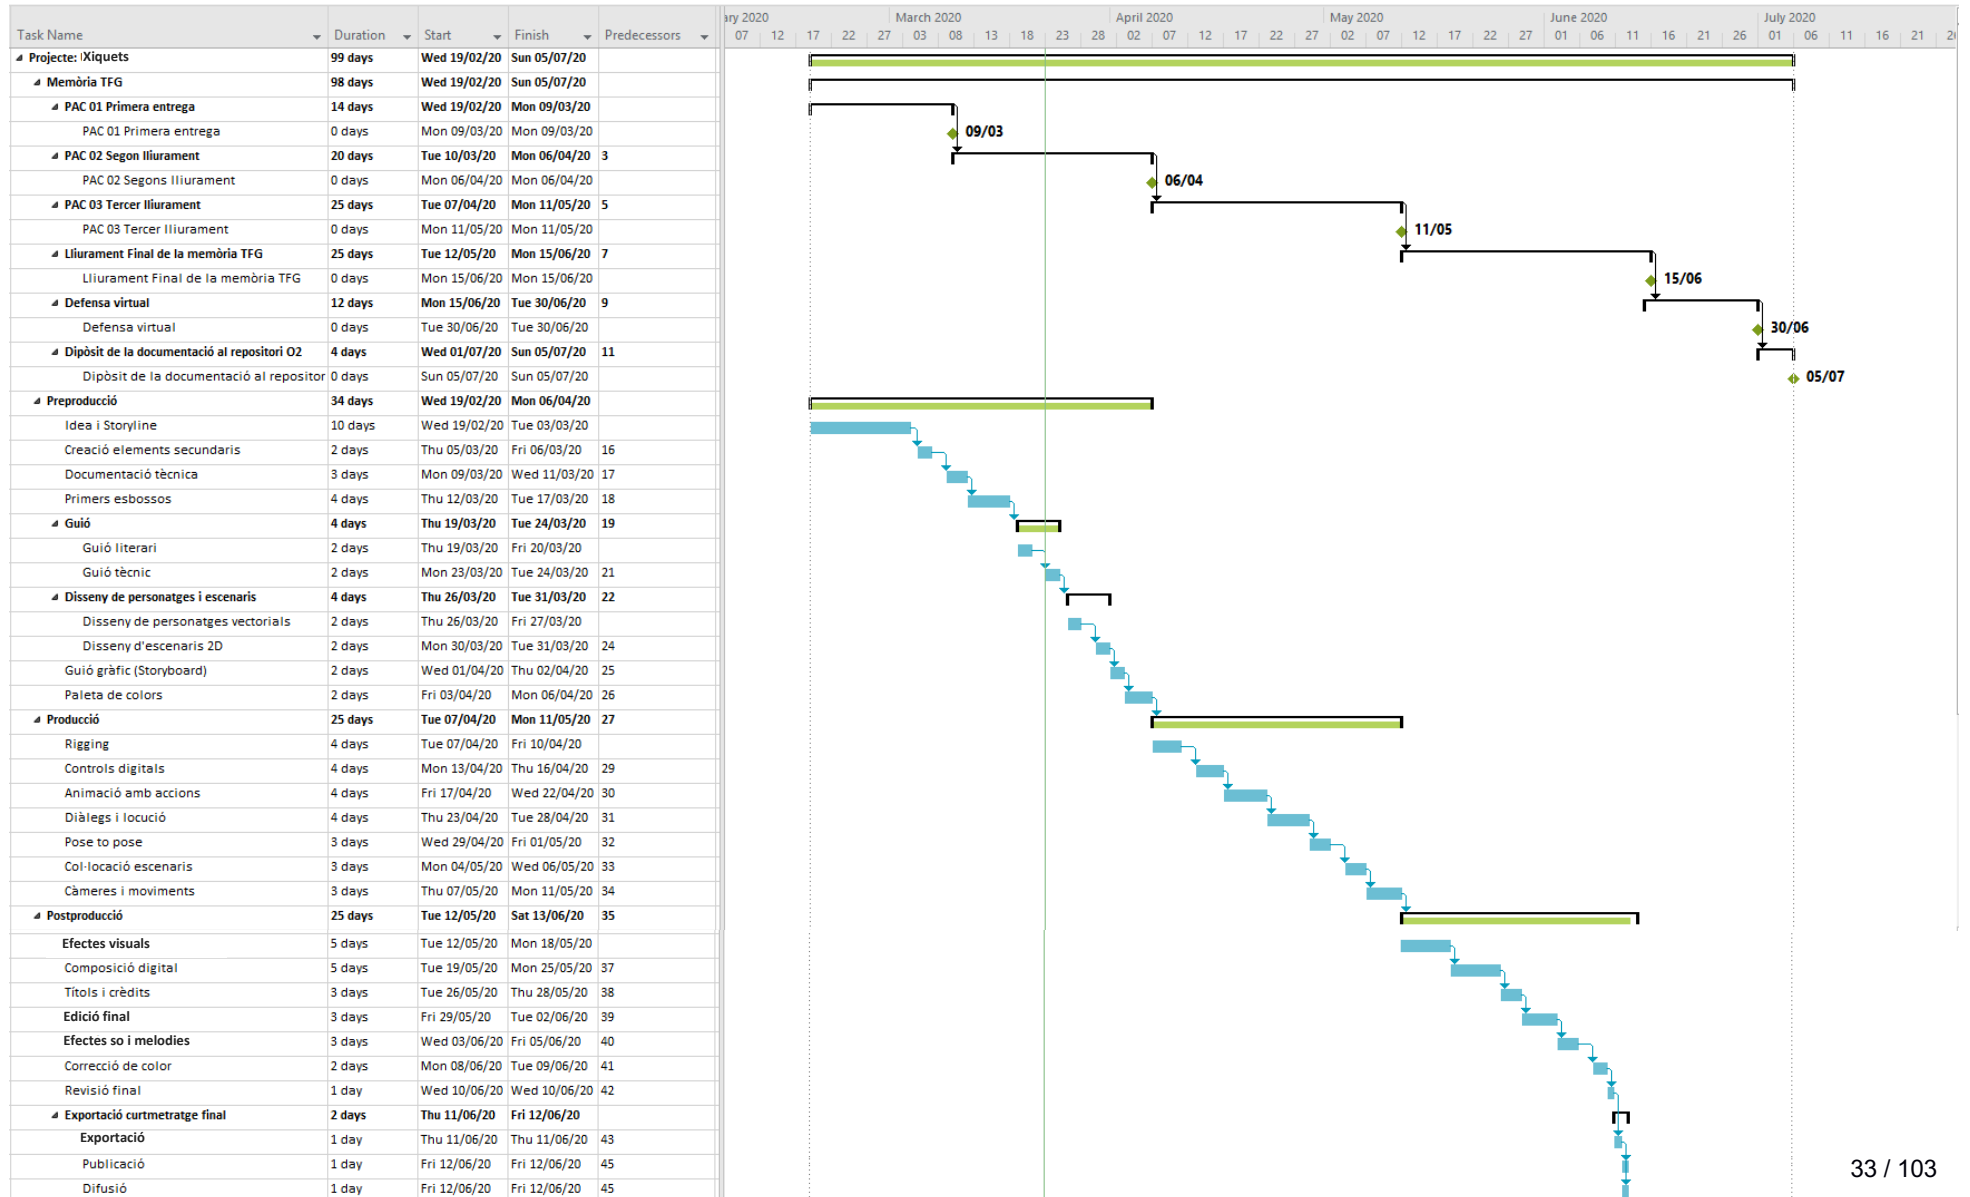 ary 2020 March 2020 April 2020 May 2020 June 2020 July 2020
Task Name Duration Start Finish Predecessors 07 12 17 22 27 03 08 13 18 23 28 02 07 12 17 22 27 02 07 12 17 22 27 01 06 11 16 21 26 01 06 11 16 21 26
Projecte: Xiquets 99 days Wed 19/02/20 Sun 05/07/20
Memòria TFG 98 days Wed 19/02/20 Sun 05/07/20
PAC 01 Primera entrega 14 days Wed 19/02/20 Mon 09/03/20
PAC 01 Primera entrega 0 days Mon 09/03/20 Mon 09/03/20 09/03
PAC 02 Segon lliurament 20 days Tue 10/03/20 Mon 06/04/20 3
PAC 02 Segons lliurament 0 days Mon 06/04/20 Mon 06/04/20 06/04
PAC 03 Tercer lliurament 25 days Tue 07/04/20 Mon 11/05/20 5
PAC 03 Tercer lliurament 0 days Mon 11/05/20 Mon 11/05/20 11/05
Lliurament Final de la memòria TFG 25 days Tue 12/05/20 Mon 15/06/20 7
Lliurament Final de la memòria TFG 0 days Mon 15/06/20 Mon 15/06/20 15/06
Defensa virtual 12 days Mon 15/06/20 Tue 30/06/20 9
Defensa virtual 0 days Tue 30/06/20 Tue 30/06/20 30/06
Dipòsit de la documentació al repositori O2 4 days Wed 01/07/20 Sun 05/07/20 11
Dipòsit de la documentació al repositor 0 days Sun 05/07/20 Sun 05/07/20 05/07
Preproducció 34 days Wed 19/02/20 Mon 06/04/20
Idea i Storyline 10 days Wed 19/02/20 Tue 03/03/20
Creació elements secundaris 2 days Thu 05/03/20 Fri 06/03/20 16
Documentació tècnica 3 days Mon 09/03/20 Wed 11/03/20 17
Primers esbossos 4 days Thu 12/03/20 Tue 17/03/20 18
Guió 4 days Thu 19/03/20 Tue 24/03/20 19
Guió literari 2 days Thu 19/03/20 Fri 20/03/20
Guió tècnic 2 days Mon 23/03/20 Tue 24/03/20 21
Disseny de personatges i escenaris 4 days Thu 26/03/20 Tue 31/03/20 22
Disseny de personatges vectorials 2 days Thu 26/03/20 Fri 27/03/20
Disseny d'escenaris 2D 2 days Mon 30/03/20 Tue 31/03/20 24
Guió gràfic (Storyboard) 2 days Wed 01/04/20 Thu 02/04/20 25
Paleta de colors 2 days Fri 03/04/20 Mon 06/04/20 26
Producció 25 days Tue 07/04/20 Mon 11/05/20 27
Rigging 4 days Tue 07/04/20 Fri 10/04/20
Controls digitals 4 days Mon 13/04/20 Thu 16/04/20 29
Animació amb accions 4 days Fri 17/04/20 Wed 22/04/20 30
Diàlegs i locució 4 days Thu 23/04/20 Tue 28/04/20 31
Pose to pose 3 days Wed 29/04/20 Fri 01/05/20 32
Col·locació escenaris 3 days Mon 04/05/20 Wed 06/05/20 33
Càmeres i moviments 3 days Thu 07/05/20 Mon 11/05/20 34
Postproducció 25 days Tue 12/05/20 Sat 13/06/20 35
Efectes visuals 5 days Tue 12/05/20 Mon 18/05/20
Composició digital 5 days Tue 19/05/20 Mon 25/05/20 37
Títols i crèdits 3 days Tue 26/05/20 Thu 28/05/20 38
Edició final 3 days Fri 29/05/20 Tue 02/06/20 39
Efectes so i melodies 3 days Wed 03/06/20 Fri 05/06/20 40
Correcció de color 2 days Mon 08/06/20 Tue 09/06/20 41
Revisió final 1 day Wed 10/06/20 Wed 10/06/20 42
Exportació curtmetratge final 2 days Thu 11/06/20 Fri 12/06/20
Exportació 1 day Thu 11/06/20 Thu 11/06/20 43
Publicació 1 day Fri 12/06/20 Fri 12/06/20 45
Difusió 1 day Fri 12/06/20 Fri 12/06/20 45
33 / 103